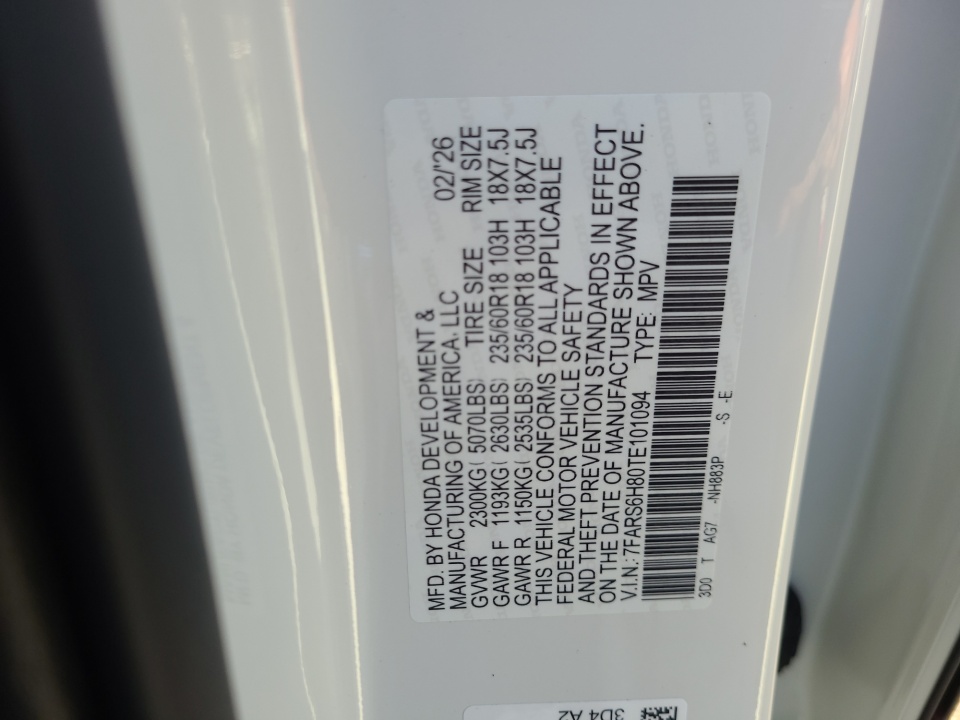 MFD. BY HONDA DEVELOPMENT &
MANUFACTURING OF AMERICA, LLC 02/'26
GVWR 2300KG( 5070LBS) TIRE SIZE RIM SIZE
GAWR F 1193KG( 2630LBS) 235/60R18 103H 18X7.5J
GAWR R 1150KG( 2535LBS) 235/60R18 103H 18X7.5J
THIS VEHICLE CONFORMS TO ALL APPLICABLE
FEDERAL MOTOR VEHICLE SAFETY
AND THEFT PREVENTION STANDARDS IN EFFECT
ON THE DATE OF MANUFACTURE SHOWN ABOVE.
V.I.N.: 7FARS6H80TE101094 TYPE: MPV
3D0 T AG7 -NH883P -S -E
HONDA
3D4